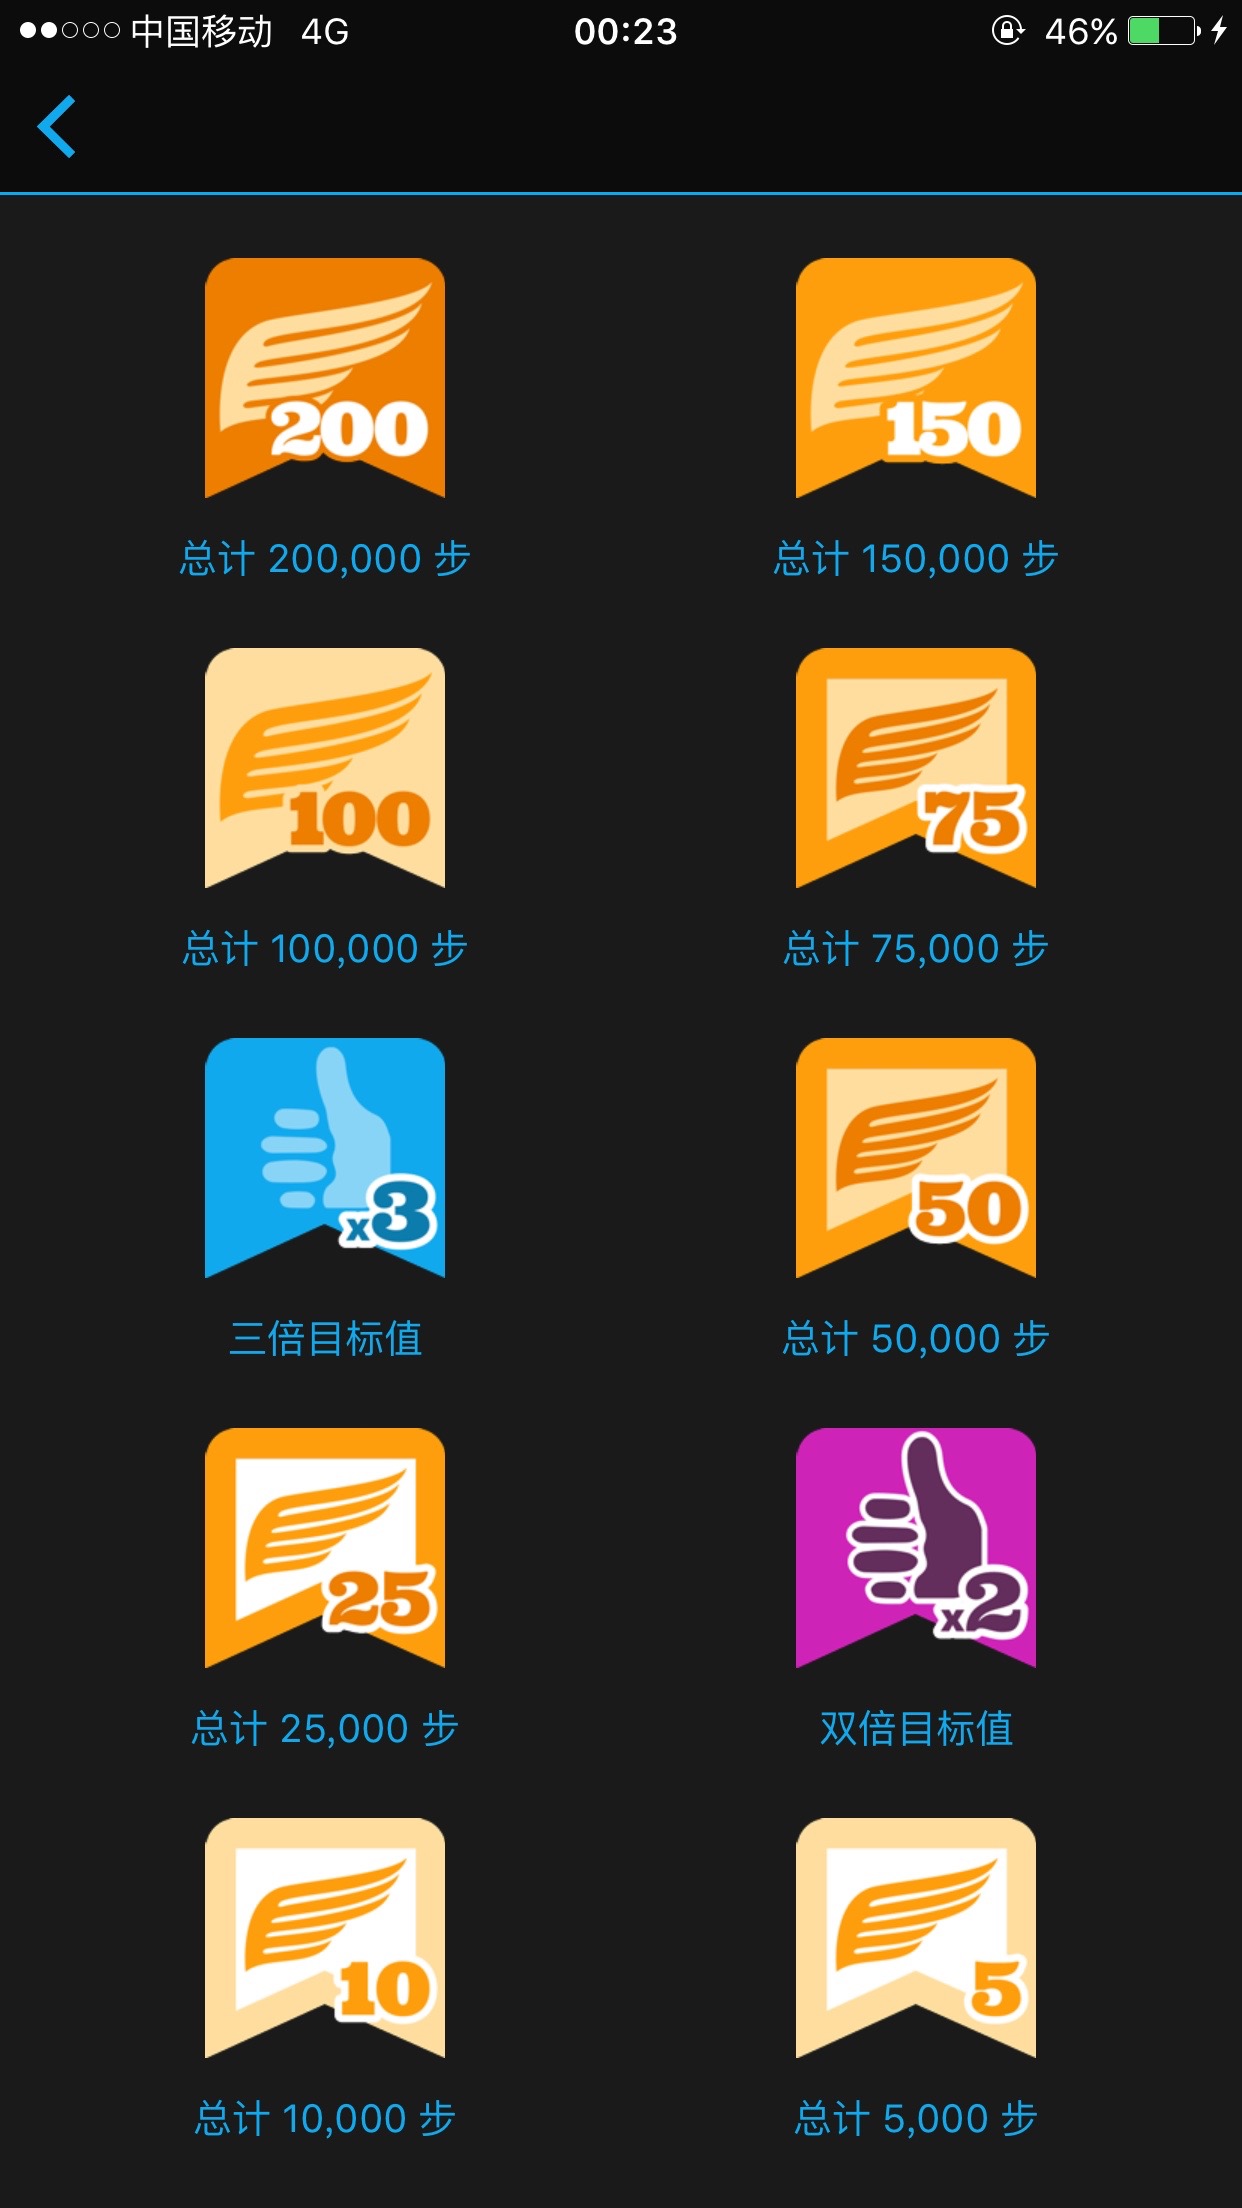 中国移动 4G 00:23 46%
200 150
总计 200,000 步 总计 150,000 步
100 75
总计 100,000 步 总计 75,000 步
x3 50
三倍目标值 总计 50,000 步
25 x2
总计 25,000 步 双倍目标值
10 5
总计 10,000 步 总计 5,000 步